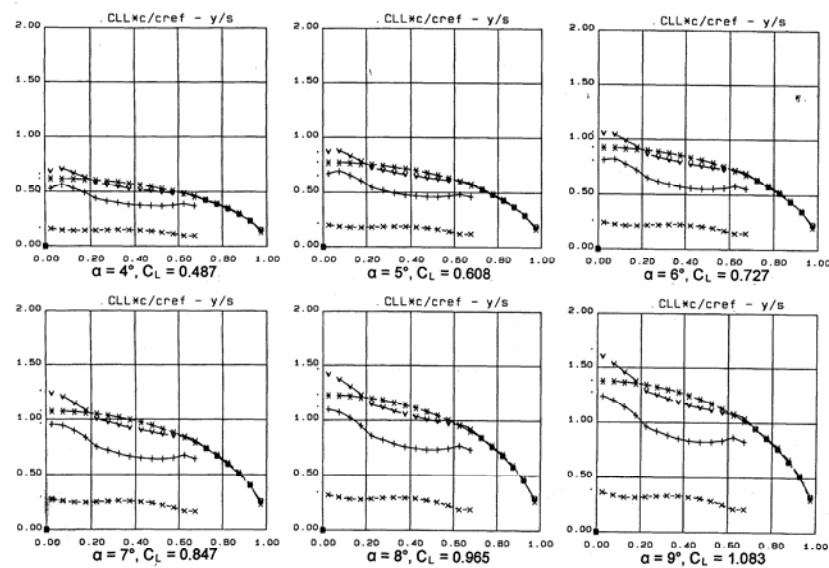 CLL*c/cref - y/s
CLL*c/cref - y/s
CLL*c/cref - y/s
2.00
2.00
2.00
1.50
1.50
1.50
1.00
1.00
1.00
0.50
0.50
0.50
0.00
0.00
0.00
0.00 0.20 0.40 0.60 0.80 1.00
0.00 0.20 0.40 0.60 0.80 1.00
0.00 0.20 0.40 0.60 0.80 1.00
α = 4°, CL = 0.487
α = 5°, CL = 0.608
α = 6°, CL = 0.727
CLL*c/cref - y/s
CLL*c/cref - y/s
CLL*c/cref - y/s
2.00
2.00
2.00
1.50
1.50
1.50
1.00
1.00
1.00
0.50
0.50
0.50
0.00
0.00
0.00
0.00 0.20 0.40 0.60 0.80 1.00
0.00 0.20 0.40 0.60 0.80 1.00
0.00 0.20 0.40 0.60 0.80 1.00
α = 7°, CL = 0.847
α = 8°, CL = 0.965
α = 9°, CL = 1.083